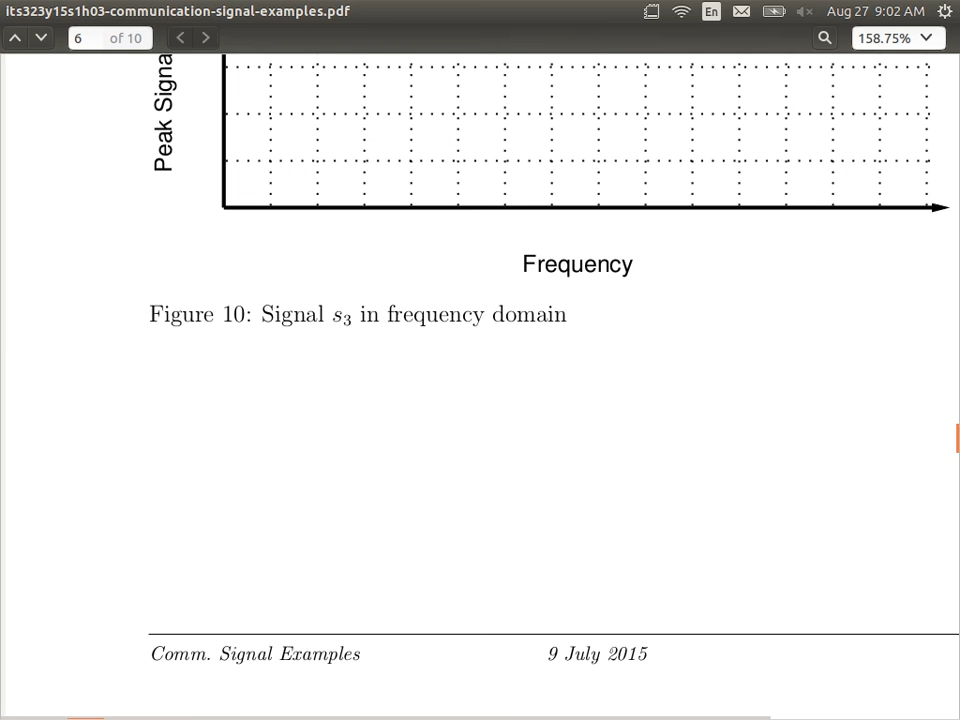 its323y15s1h03-communication-signal-examples.pdf En Aug 27 9:02 AM
6 of 10 158.75%
Peak Signa
Frequency
Figure 10: Signal s₃ in frequency domain
Comm. Signal Examples 9 July 2015